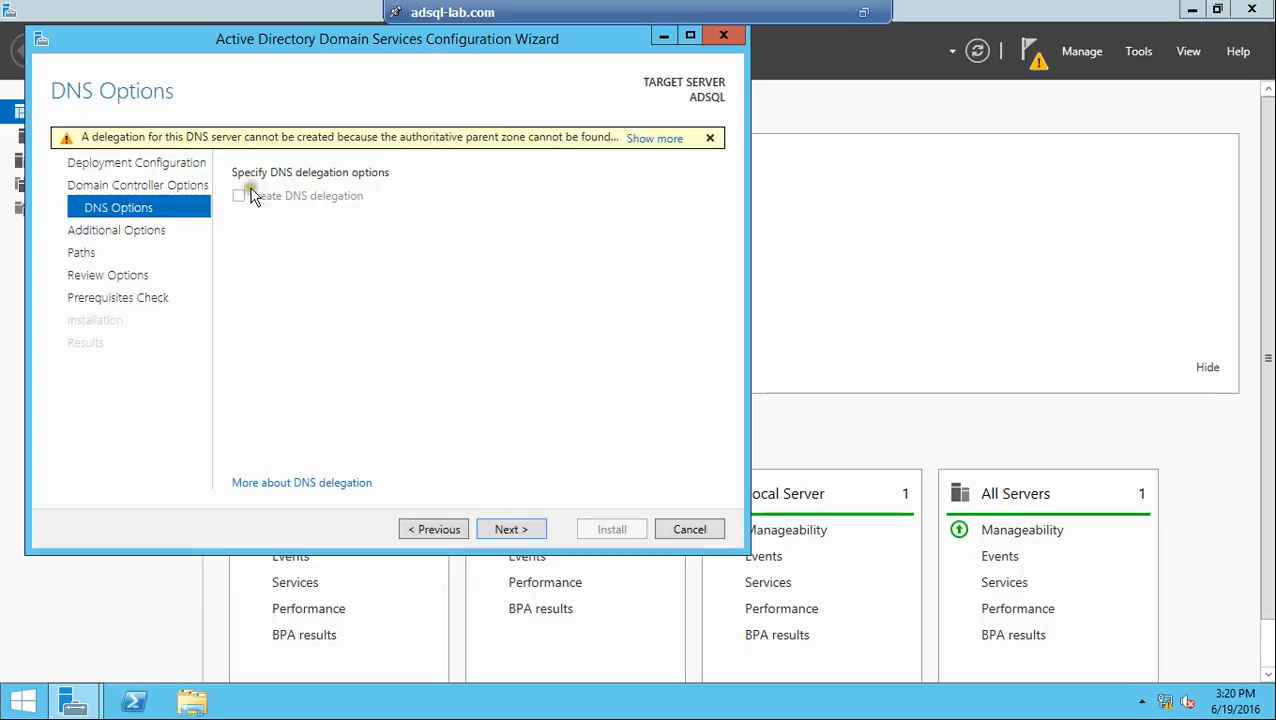 adsql-lab.com
Active Directory Domain Services Configuration Wizard
Manage
Tools
View
Help
DNS Options
TARGET SERVER
ADSQL
A delegation for this DNS server cannot be created because the authoritative parent zone cannot be found... Show more
Deployment Configuration
Domain Controller Options
DNS Options
Additional Options
Paths
Review Options
Prerequisites Check
Installation
Results
Specify DNS delegation options
DNS delegation
More about DNS delegation
< Previous
Next >
Install
Cancel
Hide
Local Server 1
Manageability
Events
Services
Performance
BPA results
All Servers 1
Manageability
Events
Services
Performance
BPA results
Events
Services
Performance
BPA results
Events
Performance
BPA results
3:20 PM
6/19/2016